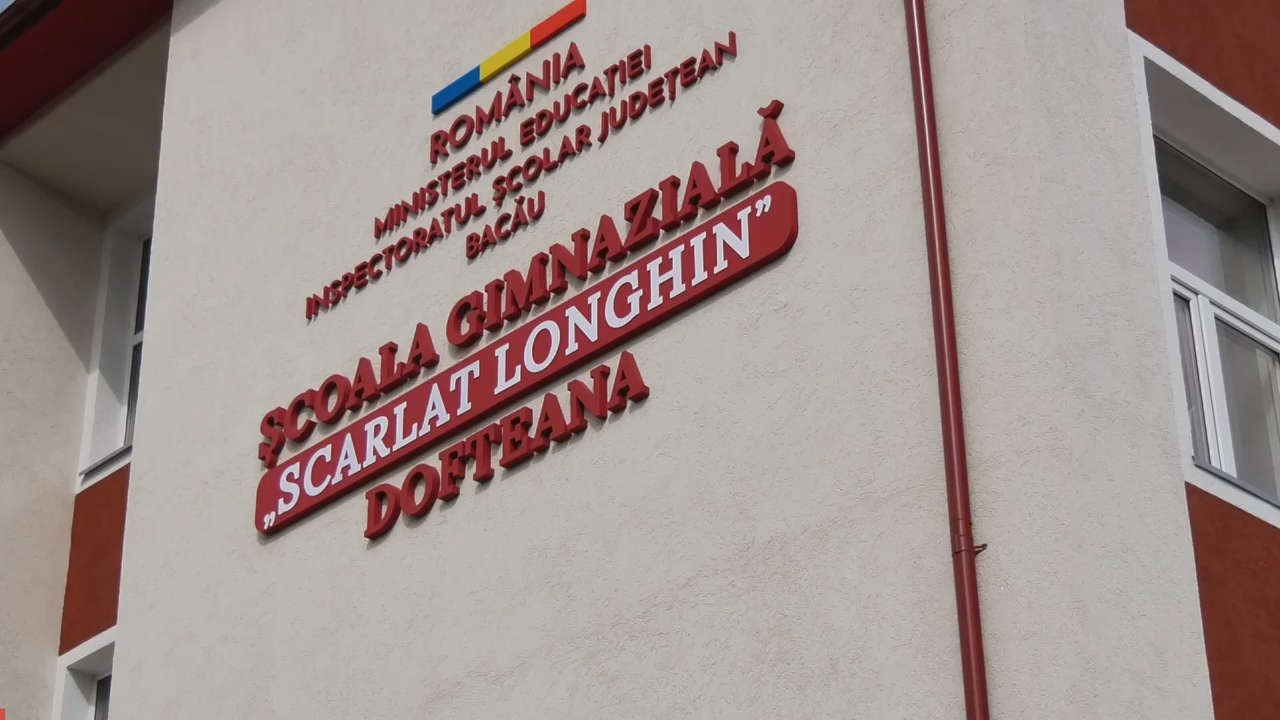 ROMÂNIA
MINISTERUL EDUCAȚIEI
INSPECTORATUL ȘCOLAR JUDEȚEAN
BACĂU
ȘCOALA GIMNAZIALĂ
„SCARLAT LONGHIN”
DOFTEANA